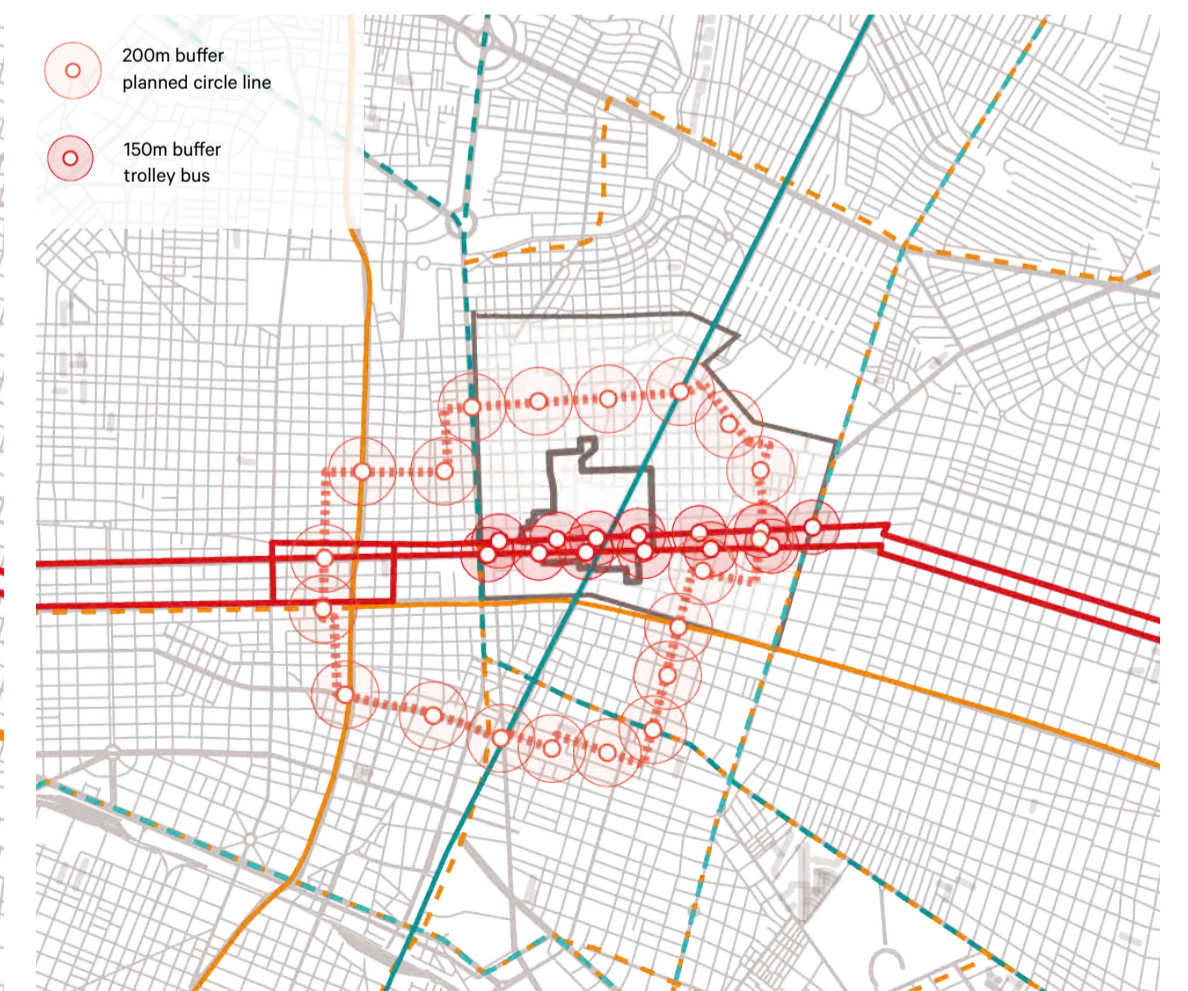 200m buffer
planned circle line
150m buffer
trolley bus